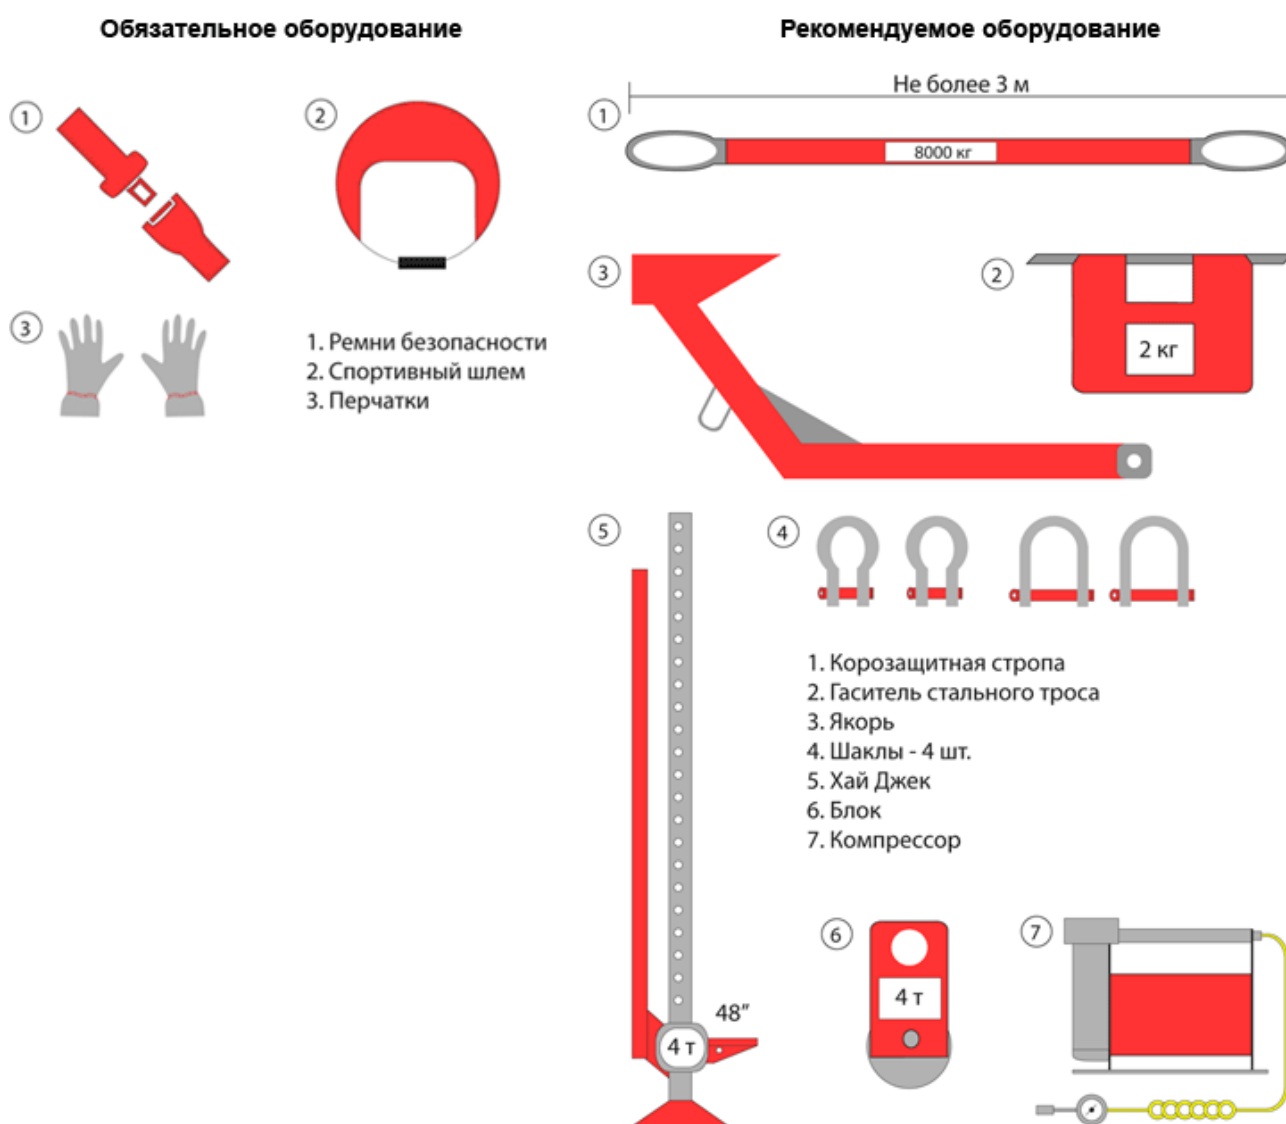 Обязательное оборудование
1
2
3
1. Ремни безопасности
2. Спортивный шлем
3. Перчатки
Рекомендуемое оборудование
Не более 3 м
1
8000 кг
3
2
2 кг
5
4
1. Корозащитная стропа
2. Гаситель стального троса
3. Якорь
4. Шаклы - 4 шт.
5. Хай Джек
6. Блок
7. Компрессор
48”
4 т
6
4 т
7